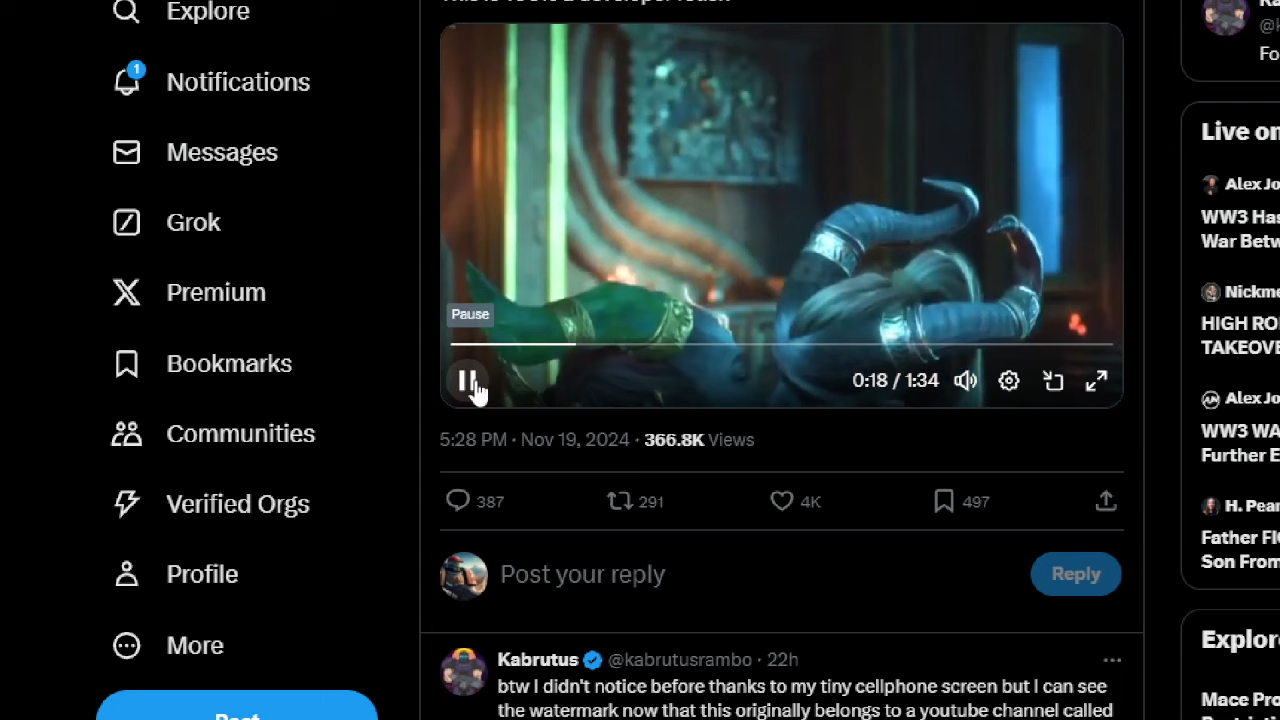 Explore
Notifications
1
Messages
Grok
Premium
Bookmarks
Communities
Verified Orgs
Profile
More
Post
Pause
0:18 / 1:34
5:28 PM · Nov 19, 2024 · 366.8K Views
387
291
4K
497
Post your reply
Reply
Kabrutus @kabrutusrambo · 22h
btw I didn't notice before thanks to my tiny cellphone screen but I can see
the watermark now that this originally belongs to a youtube channel called
Fo
Live on
Alex Jo
WW3 Has
War Betw
Nickme
HIGH RO
TAKEOVE
Alex Jo
WW3 WA
Further E
H. Pear
Father FI
Son From
Explore
Mace Pro